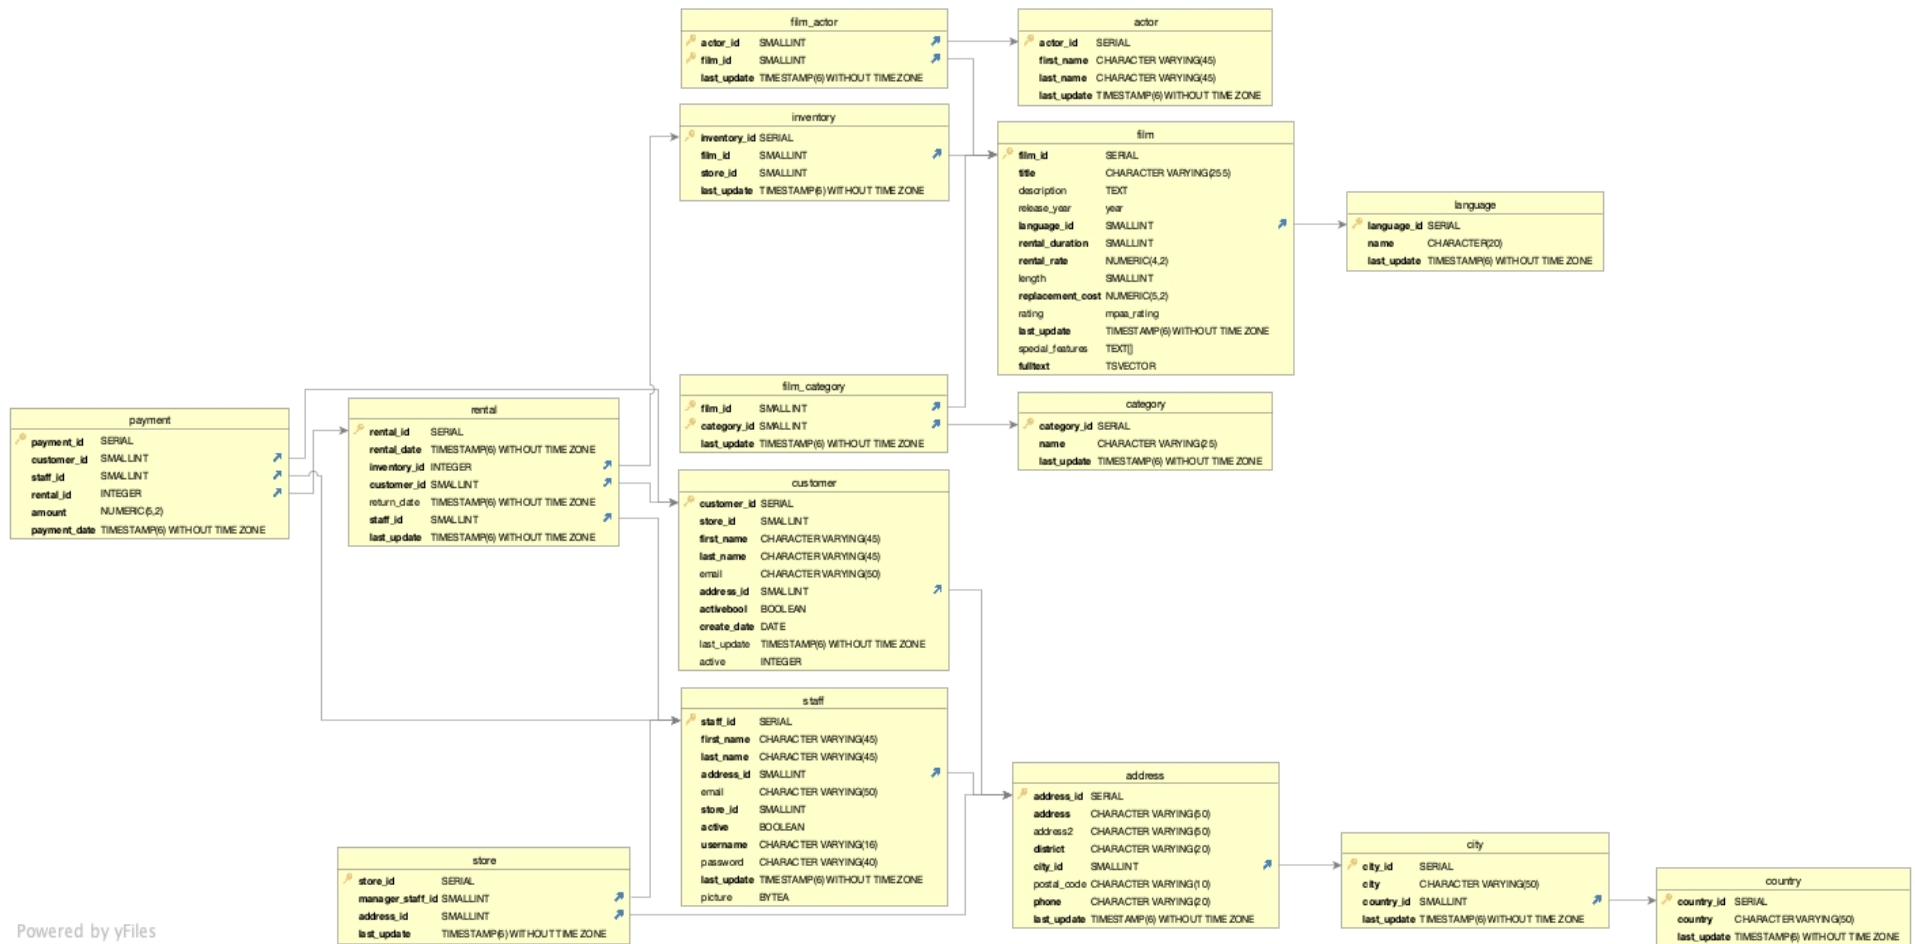 film_actor
actor_id SMALLINT
film_id SMALLINT
last_update TIMESTAMP(6) WITHOUT TIME ZONE
actor
actor_id SERIAL
first_name CHARACTER VARYING(45)
last_name CHARACTER VARYING(45)
last_update TIMESTAMP(6) WITHOUT TIME ZONE
inventory
inventory_id SERIAL
film_id SMALLINT
store_id SMALLINT
last_update TIMESTAMP(6) WITHOUT TIME ZONE
film
film_id SERIAL
title CHARACTER VARYING(255)
description TEXT
release_year year
language_id SMALLINT
rental_duration SMALLINT
rental_rate NUMERIC(4,2)
length SMALLINT
replacement_cost NUMERIC(5,2)
rating mpaa_rating
last_update TIMESTAMP(6) WITHOUT TIME ZONE
special_features TEXT[]
fulltext TSVECTOR
language
language_id SERIAL
name CHARACTER(20)
last_update TIMESTAMP(6) WITHOUT TIME ZONE
film_category
film_id SMALLINT
category_id SMALLINT
last_update TIMESTAMP(6) WITHOUT TIME ZONE
category
category_id SERIAL
name CHARACTER VARYING(25)
last_update TIMESTAMP(6) WITHOUT TIME ZONE
payment
payment_id SERIAL
customer_id SMALLINT
staff_id SMALLINT
rental_id INTEGER
amount NUMERIC(5,2)
payment_date TIMESTAMP(6) WITHOUT TIME ZONE
rental
rental_id SERIAL
rental_date TIMESTAMP(6) WITHOUT TIME ZONE
inventory_id INTEGER
customer_id SMALLINT
return_date TIMESTAMP(6) WITHOUT TIME ZONE
staff_id SMALLINT
last_update TIMESTAMP(6) WITHOUT TIME ZONE
customer
customer_id SERIAL
store_id SMALLINT
first_name CHARACTER VARYING(45)
last_name CHARACTER VARYING(45)
email CHARACTER VARYING(50)
address_id SMALLINT
activebool BOOLEAN
create_date DATE
last_update TIMESTAMP(6) WITHOUT TIME ZONE
active INTEGER
staff
staff_id SERIAL
first_name CHARACTER VARYING(45)
last_name CHARACTER VARYING(45)
address_id SMALLINT
email CHARACTER VARYING(50)
store_id SMALLINT
active BOOLEAN
username CHARACTER VARYING(16)
password CHARACTER VARYING(40)
last_update TIMESTAMP(6) WITHOUT TIME ZONE
picture BYTEA
store
store_id SERIAL
manager_staff_id SMALLINT
address_id SMALLINT
last_update TIMESTAMP(6) WITHOUT TIME ZONE
address
address_id SERIAL
address CHARACTER VARYING(50)
address2 CHARACTER VARYING(50)
district CHARACTER VARYING(20)
city_id SMALLINT
postal_code CHARACTER VARYING(10)
phone CHARACTER VARYING(20)
last_update TIMESTAMP(6) WITHOUT TIME ZONE
city
city_id SERIAL
city CHARACTER VARYING(50)
country_id SMALLINT
last_update TIMESTAMP(6) WITHOUT TIME ZONE
country
country_id SERIAL
country CHARACTER VARYING(50)
last_update TIMESTAMP(6) WITHOUT TIME ZONE
Powered by yFiles